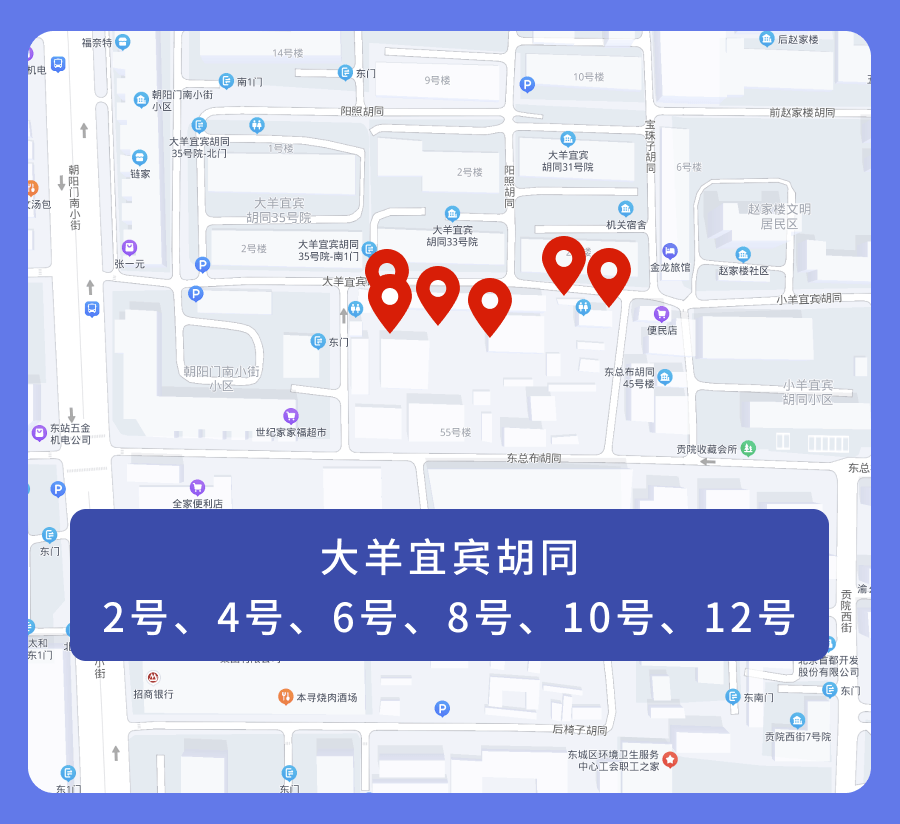 福奈特
14号楼
后赵家楼
机电
南1门
东门
9号楼
10号楼
朝阳门南小街
小区
阳照胡同
前赵家楼胡同
大羊宜宾胡同
35号院-北门
1号楼
大羊宜宾
胡同31号院
宝珠子胡同
链家
2号楼
阳照胡同
6号楼
朝阳门南小街
汤包
大羊宜宾
胡同35号院
大羊宜宾
胡同33号院
机关宿舍
赵家楼文明
居民区
张一元
2号楼
大羊宜宾胡同
35号院-南1门
金龙旅馆
赵家楼社区
大羊宜宾
小羊宜宾胡同
便民店
东门
朝阳门南小街
小区
东总布胡同
45号楼
小羊宜宾
胡同小区
东站五金
机电公司
世纪家家福超市
55号楼
贡院收藏会所
东总布胡同
东总
全家便利店
大羊宜宾胡同
2号、4号、6号、8号、10号、12号
东门
贡院西街
太和
东1门
小街
北京首都开发
股份有限公司
招商银行
本寻烧肉酒场
东南门
东门
后椅子胡同
贡院西街7号院
东城区环境卫生服务
中心工会职工之家
东1门
东门